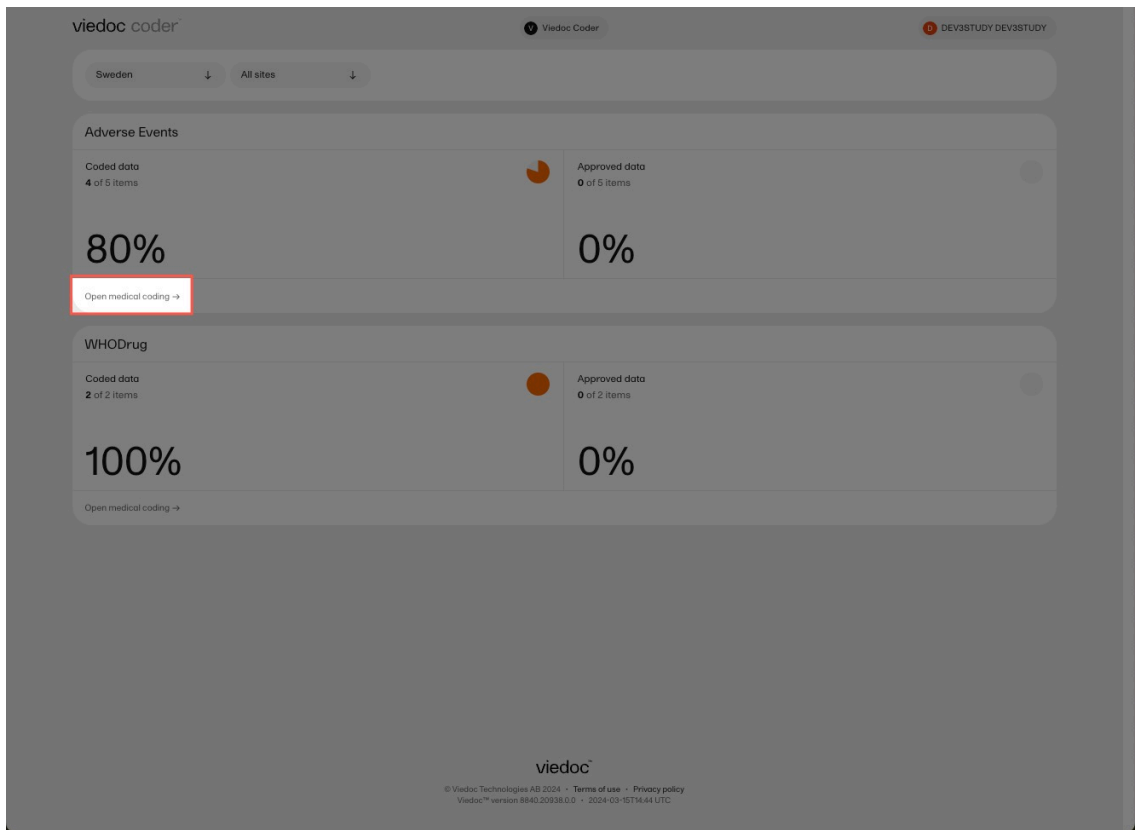 viedoc coder
V Viedoc Coder
D DEV3STUDY DEV3STUDY
Sweden ↓ All sites ↓
Adverse Events
Coded data
4 of 5 items
80%
Approved data
0 of 5 items
0%
Open medical coding →
WHODrug
Coded data
2 of 2 items
100%
Approved data
0 of 2 items
0%
Open medical coding →
viedoc™
© Viedoc Technologies AB 2024 • Terms of use • Privacy policy
Viedoc™ version 8840.20938.0.0 • 2024-03-15T14:44 UTC